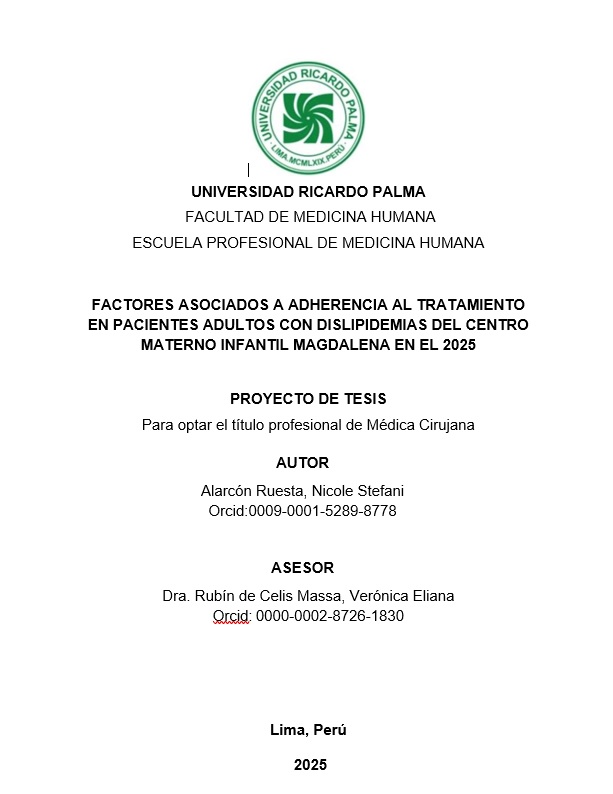 UNIVERSIDAD RICARDO PALMA
LIMA.MCMLXIX.PERÚ
UNIVERSIDAD RICARDO PALMA
FACULTAD DE MEDICINA HUMANA
ESCUELA PROFESIONAL DE MEDICINA HUMANA
FACTORES ASOCIADOS A ADHERENCIA AL TRATAMIENTO
EN PACIENTES ADULTOS CON DISLIPIDEMIAS DEL CENTRO
MATERNO INFANTIL MAGDALENA EN EL 2025
PROYECTO DE TESIS
Para optar el título profesional de Médica Cirujana
AUTOR
Alarcón Ruesta, Nicole Stefani
Orcid:0009-0001-5289-8778
ASESOR
Dra. Rubín de Celis Massa, Verónica Eliana
Orcid: 0000-0002-8726-1830
Lima, Perú
2025